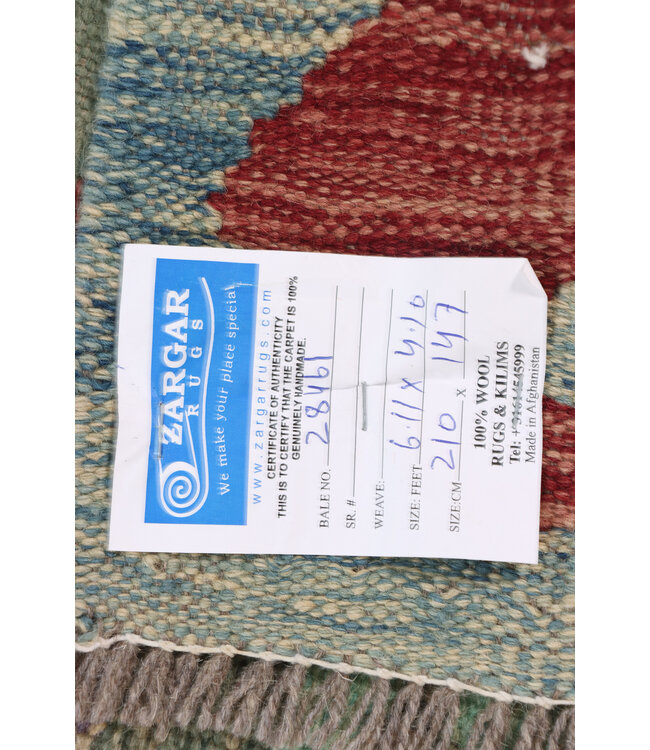 ZARGAR
RUGS
We make your place special
www.zargarrugs.com
CERTIFICATE OF AUTHENTICITY
THIS IS TO CERTIFY THAT THE CARPET IS 100%
GENUINELY HANDMADE.
BALE NO. 28461
SR. #
WEAVE:
SIZE: FEET 6.11 X 4.10
SIZE:CM 210 X 147
100% WOOL
RUGS & KILIMS
Tel: +31614545999
Made in Afghanistan